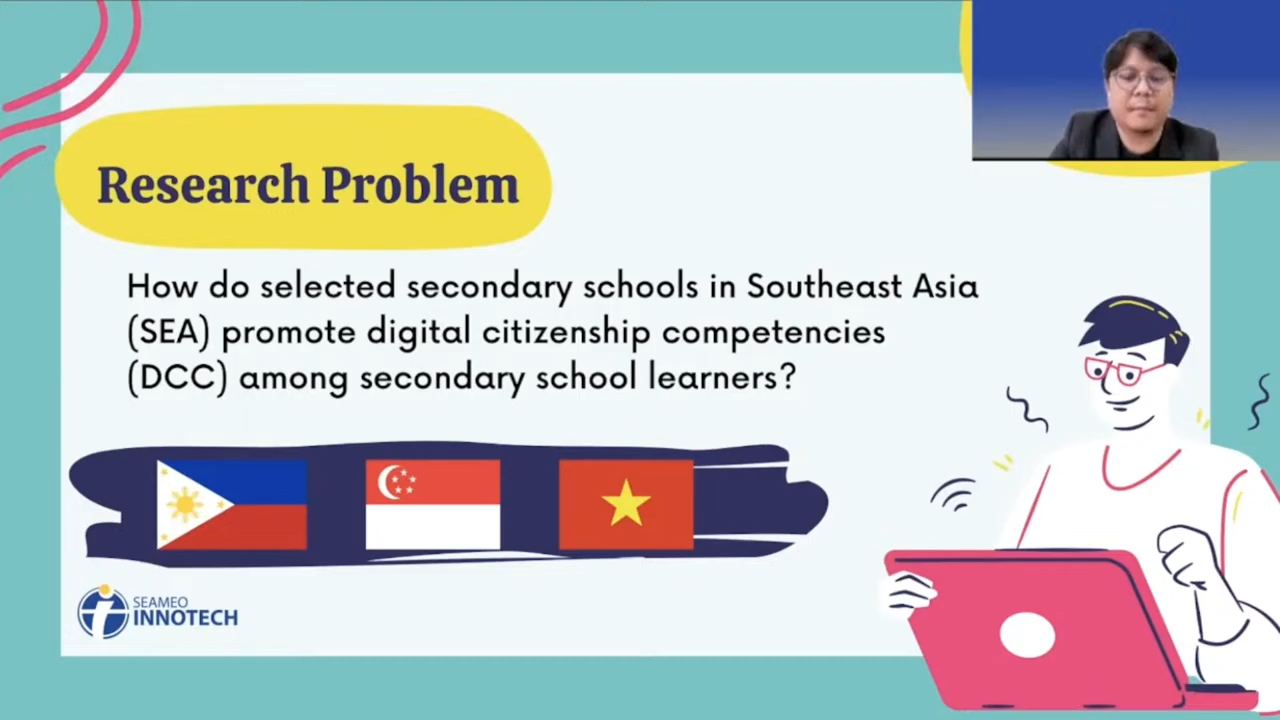 Research Problem
How do selected secondary schools in Southeast Asia
(SEA) promote digital citizenship competencies
(DCC) among secondary school learners?
SEAMEO
INNOTECH